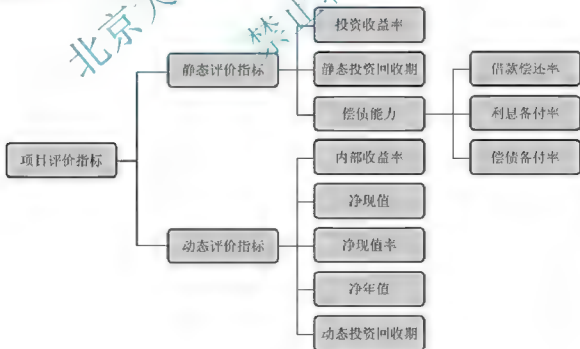 北京
禁止
投资收益率
静态评价指标
静态投资回收期
借款偿还率
偿债能力
利息备付率
项目评价指标
内部收益率
偿债备付率
净现值
动态评价指标
净现值率
净年值
动态投资回收期